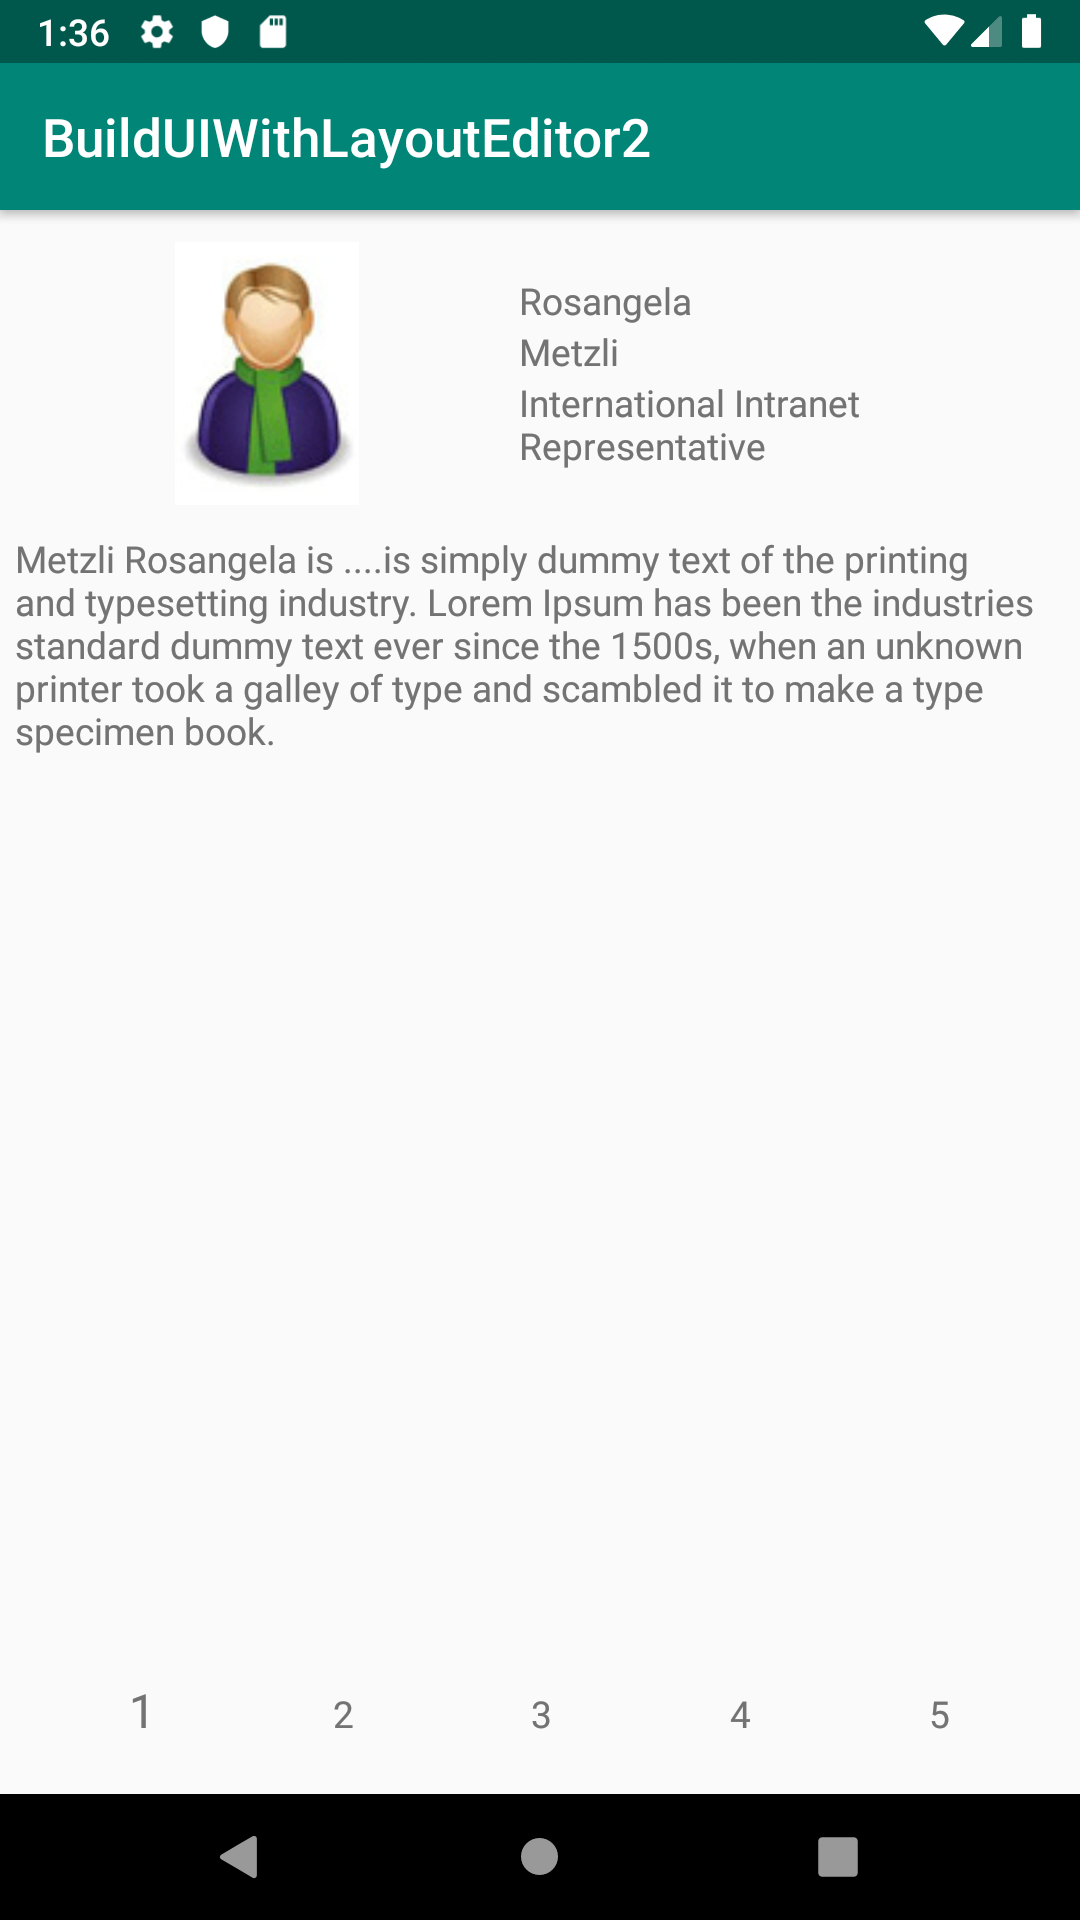 1:36
BuildUIWithLayoutEditor2
Rosangela
Metzli
International Intranet
Representative
Metzli Rosangela is ....is simply dummy text of the printing
and typesetting industry. Lorem Ipsum has been the industries
standard dummy text ever since the 1500s, when an unknown
printer took a galley of type and scambled it to make a type
specimen book.
1 2 3 4 5